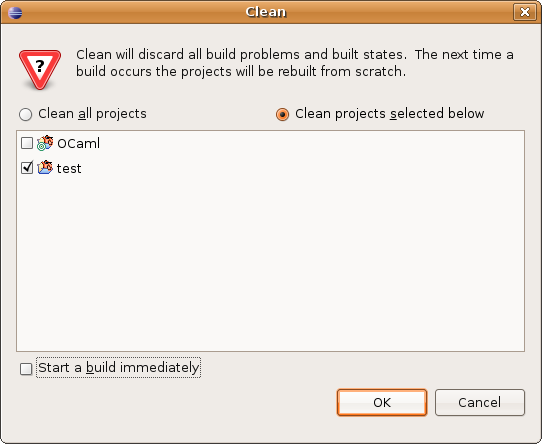 Clean
Clean will discard all build problems and built states.  The next time a
build occurs the projects will be rebuilt from scratch.
Clean all projects
Clean projects selected below
OCaml
test
Start a build immediately
OK
Cancel